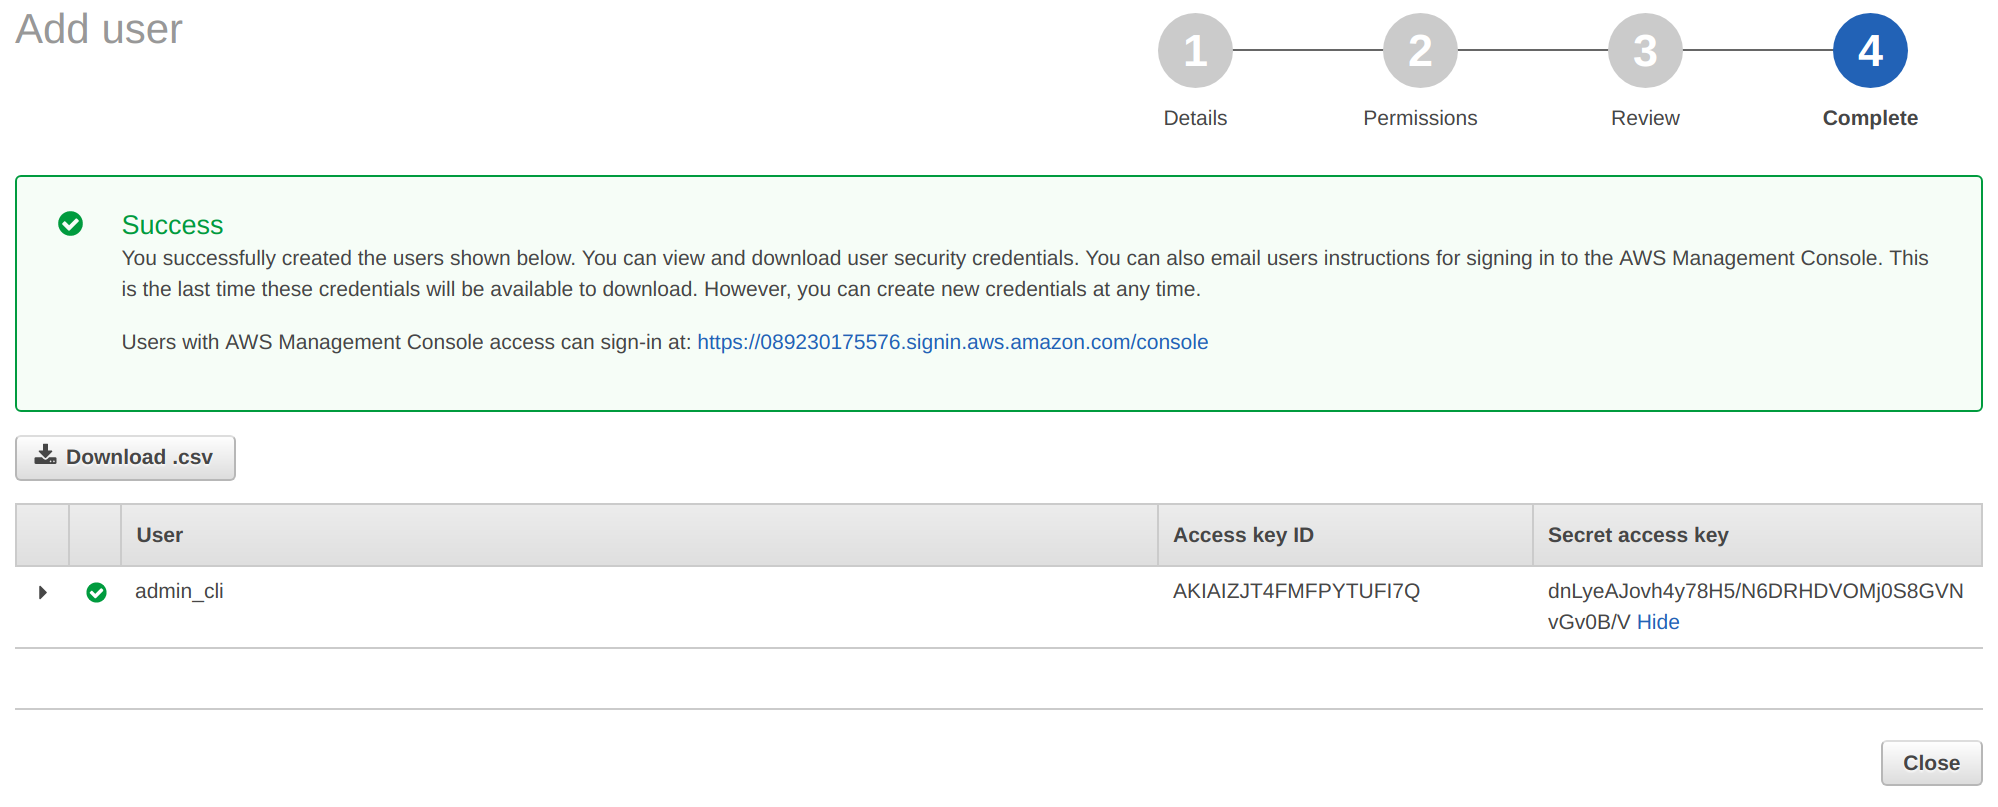 Add user
1
2
3
4
Details
Permissions
Review
Complete
Success
You successfully created the users shown below. You can view and download user security credentials. You can also email users instructions for signing in to the AWS Management Console. This
is the last time these credentials will be available to download. However, you can create new credentials at any time.
Users with AWS Management Console access can sign-in at: https://089230175576.signin.aws.amazon.com/console
Download .csv
User
Access key ID
Secret access key
admin_cli
AKIAIZJT4FMFPYTUFI7Q
dnLyeAJovh4y78H5/N6DRHDVOMj0S8GVN
vGv0B/V Hide
Close